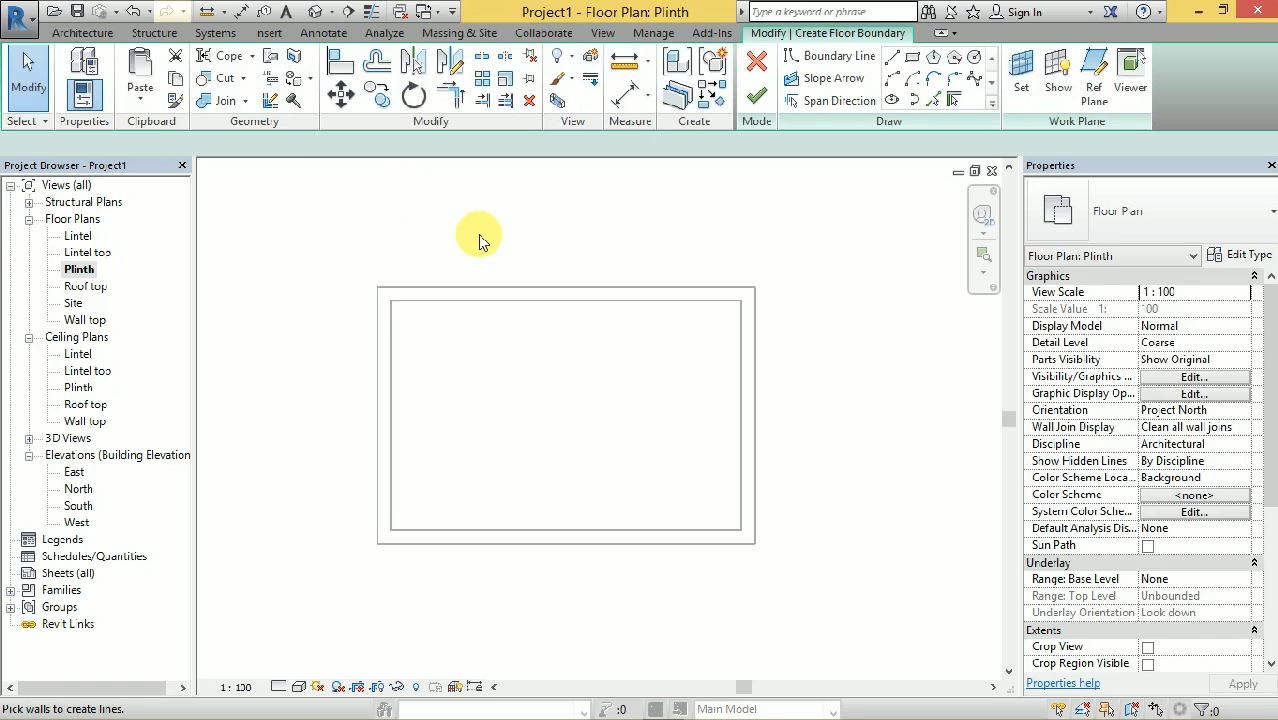 Project1 - Floor Plan: Plinth
Type a keyword or phrase
Sign In
Architecture
Structure
Systems
Insert
Annotate
Analyze
Massing & Site
Collaborate
View
Manage
Add-Ins
Modify | Create Floor Boundary
Modify
Paste
Cope
Cut
Join
Boundary Line
Slope Arrow
Span Direction
Set
Show
Ref
Plane
Viewer
Select
Properties
Clipboard
Geometry
Modify
View
Measure
Create
Mode
Draw
Work Plane
Project Browser - Project1
Views (all)
Structural Plans
Floor Plans
Lintel
Lintel top
Plinth
Roof top
Site
Wall top
Ceiling Plans
Lintel
Lintel top
Plinth
Roof top
Wall top
3D Views
Elevations (Building Elevation
East
North
South
West
Legends
Schedules/Quantities
Sheets (all)
Families
Groups
Revit Links
2D
1 : 100
Properties
Floor Plan
Floor Plan: Plinth
Edit Type
Graphics
View Scale 1 : 100
Scale Value 1: 00
Display Model Normal
Detail Level Coarse
Parts Visibility Show Original
Visibility/Graphics ... Edit...
Graphic Display Op... Edit...
Orientation Project North
Wall Join Display Clean all wall joins
Discipline Architectural
Show Hidden Lines By Discipline
Color Scheme Loca... Background
Color Scheme <none>
System Color Sche... Edit...
Default Analysis Dis... None
Sun Path
Underlay
Range: Base Level None
Range: Top Level Unbounded
Underlay Orientation Look down
Extents
Crop View
Crop Region Visible
Properties help
Apply
Pick walls to create lines.
:0
Main Model
:0